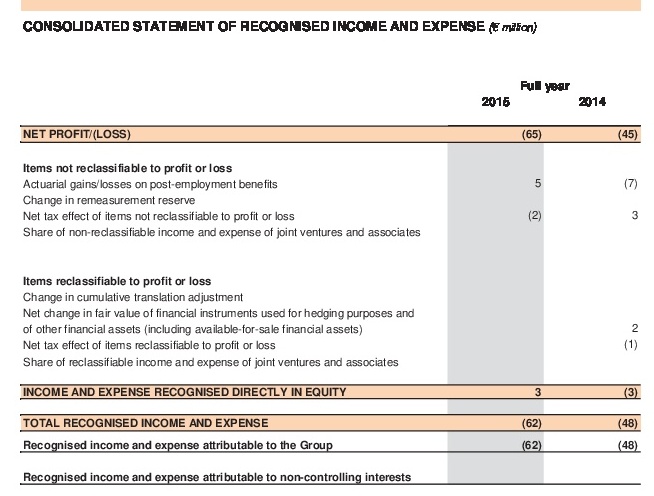 CONSOLIDATED STATEMENT OF RECOGNISED INCOME AND EXPENSE (€ million)
Full year
2015 2014
NET PROFIT/(LOSS) (65) (45)
Items not reclassifiable to profit or loss
Actuarial gains/losses on post-employment benefits 5 (7)
Change in remeasurement reserve
Net tax effect of items not reclassifiable to profit or loss (2) 3
Share of non-reclassifiable income and expense of joint ventures and associates
Items reclassifiable to profit or loss
Change in cumulative translation adjustment
Net change in fair value of financial instruments used for hedging purposes and
of other financial assets (including available-for-sale financial assets) 2
Net tax effect of items reclassifiable to profit or loss (1)
Share of reclassifiable income and expense of joint ventures and associates
INCOME AND EXPENSE RECOGNISED DIRECTLY IN EQUITY 3 (3)
TOTAL RECOGNISED INCOME AND EXPENSE (62) (48)
Recognised income and expense attributable to the Group (62) (48)
Recognised income and expense attributable to non-controlling interests